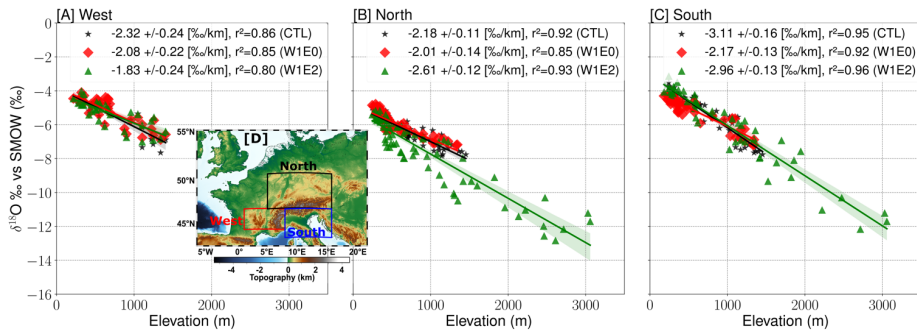 [A] West
-2.32 +/-0.24 [‰/km], r²=0.86 (CTL)
-2.08 +/-0.22 [‰/km], r²=0.85 (W1E0)
-1.83 +/-0.24 [‰/km], r²=0.80 (W1E2)
[B] North
-2.18 +/-0.11 [‰/km], r²=0.92 (CTL)
-2.01 +/-0.14 [‰/km], r²=0.85 (W1E0)
-2.61 +/-0.12 [‰/km], r²=0.93 (W1E2)
[C] South
-3.11 +/-0.16 [‰/km], r²=0.95 (CTL)
-2.17 +/-0.13 [‰/km], r²=0.92 (W1E0)
-2.96 +/-0.13 [‰/km], r²=0.96 (W1E2)
δ¹⁸O ‰ vs SMOW (‰)
0
−2
−4
−6
−8
−10
−12
−14
−16
[D]
55°N
50°N
45°N
North
West
South
5°W 0° 5°E 10°E 15°E 20°E
-4 -2 0 2 4
Topography (km)
0 1000 2000 3000
Elevation (m)
0 1000 2000 3000
Elevation (m)
0 1000 2000 3000
Elevation (m)